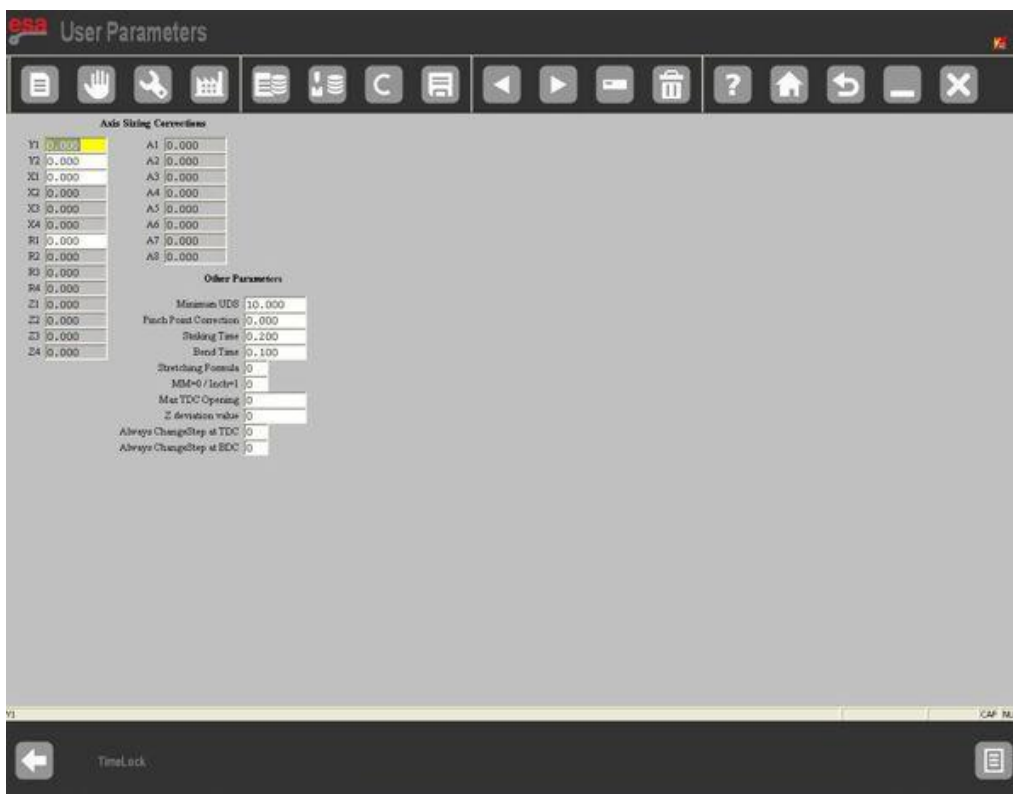 esa User Parameters
C ?
Axis Sizing Corrections
Y1 0.000 A1 0.000
Y2 0.000 A2 0.000
X1 0.000 A3 0.000
X2 0.000 A4 0.000
X3 0.000 A5 0.000
X4 0.000 A6 0.000
R1 0.000 A7 0.000
R2 0.000 A8 0.000
R3 0.000
Other Parameters
R4 0.000
Z1 0.000 Minimum UDS 10.000
Z2 0.000 Pinch Point Correction 0.000
Z3 0.000 Staking Time 0.200
Z4 0.000 Bend Time 0.100
Stretching Formula 0
MM=0 / Inch=1 0
Max TDC Opening 0
Z deviation value 0
Always ChangeStep at TDC 0
Always ChangeStep at BDC 0
Y1 CAP
TimeLock